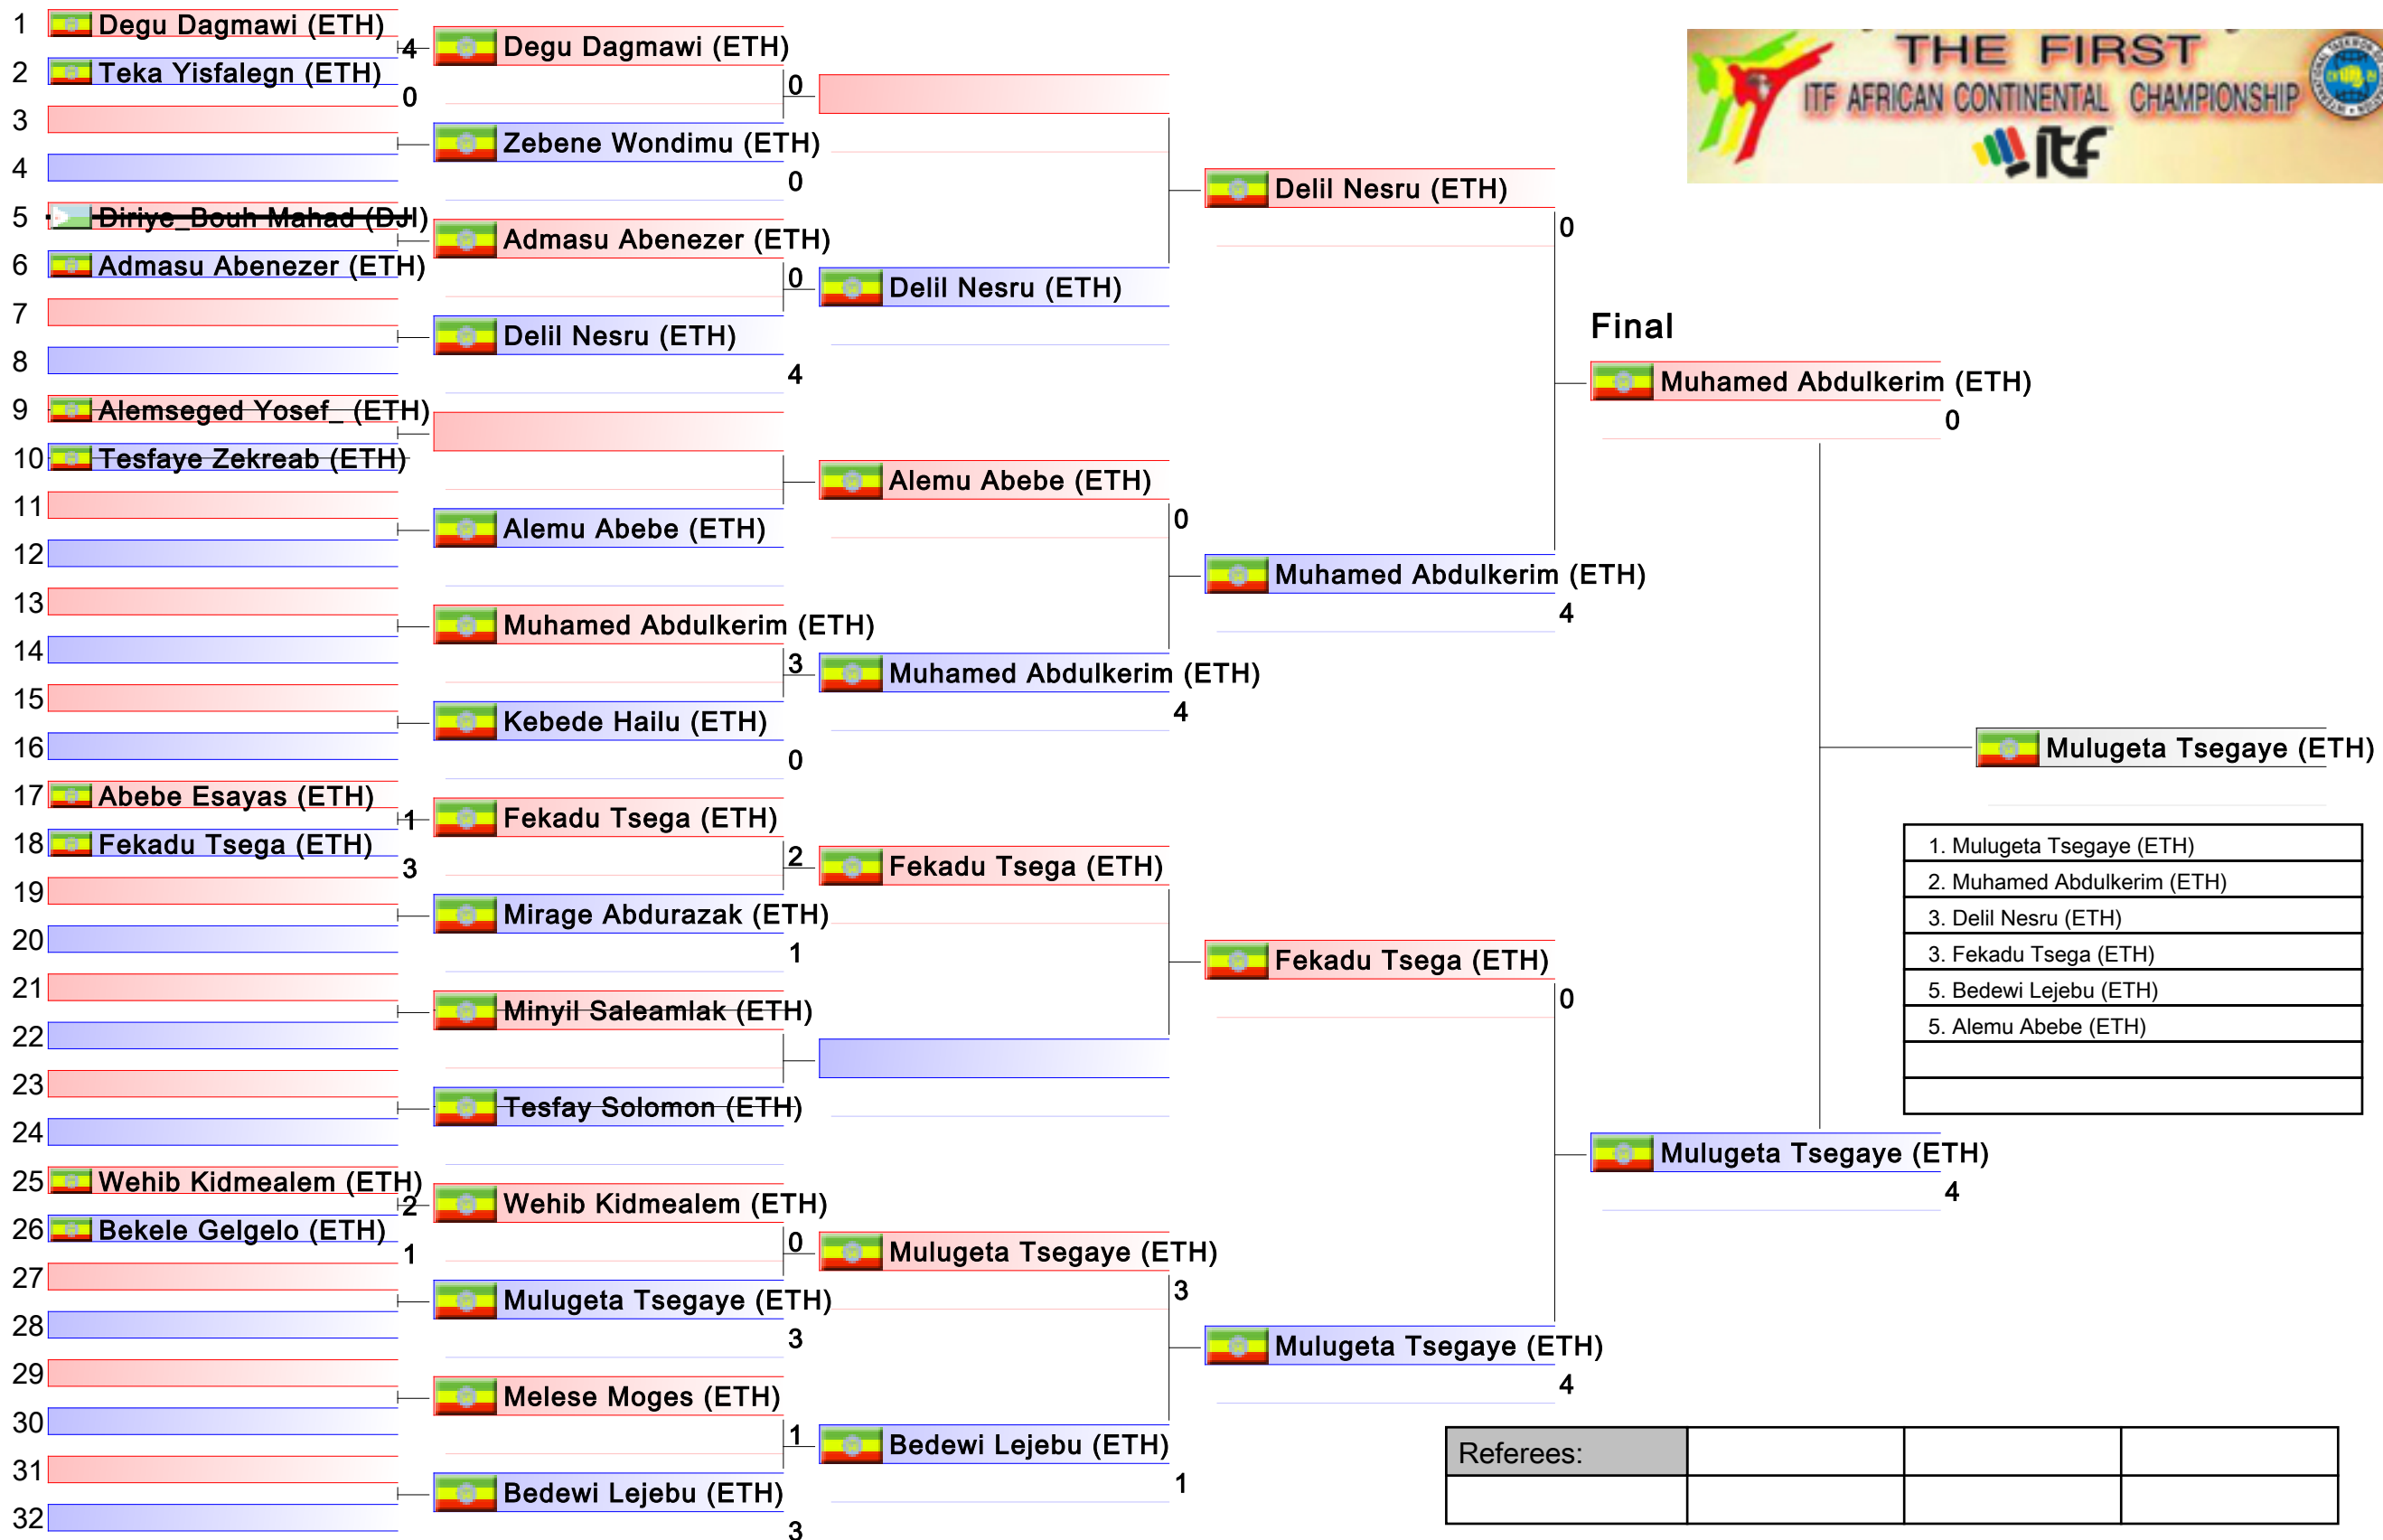 THE FIRST
ITF AFRICAN CONTINENTAL CHAMPIONSHIP
itf
1 Degu Dagmawi (ETH)
4
2 Teka Yisfalegn (ETH)
0
3
4
5 Diriye_Bouh Mahad (DJI)
6 Admasu Abenezer (ETH)
7
8
9 Alemseged Yosef_ (ETH)
10 Tesfaye Zekreab (ETH)
11
12
13
14
15
16
17 Abebe Esayas (ETH)
1
18 Fekadu Tsega (ETH)
3
19
20
21
22
23
24
25 Wehib Kidmealem (ETH)
2
26 Bekele Gelgelo (ETH)
1
27
28
29
30
31
32
Degu Dagmawi (ETH)
0
Zebene Wondimu (ETH)
0
Admasu Abenezer (ETH)
0
Delil Nesru (ETH)
4
Alemu Abebe (ETH)
Muhamed Abdulkerim (ETH)
3
Kebede Hailu (ETH)
0
Fekadu Tsega (ETH)
2
Mirage Abdurazak (ETH)
1
Minyil Saleamlak (ETH)
Tesfay Solomon (ETH)
Wehib Kidmealem (ETH)
0
Mulugeta Tsegaye (ETH)
3
Melese Moges (ETH)
1
Bedewi Lejebu (ETH)
3
Delil Nesru (ETH)
Alemu Abebe (ETH)
0
Muhamed Abdulkerim (ETH)
4
Fekadu Tsega (ETH)
Mulugeta Tsegaye (ETH)
3
Bedewi Lejebu (ETH)
1
Delil Nesru (ETH)
0
Muhamed Abdulkerim (ETH)
4
Fekadu Tsega (ETH)
0
Mulugeta Tsegaye (ETH)
4
Final
Muhamed Abdulkerim (ETH)
0
Mulugeta Tsegaye (ETH)
4
Mulugeta Tsegaye (ETH)
1. Mulugeta Tsegaye (ETH)
2. Muhamed Abdulkerim (ETH)
3. Delil Nesru (ETH)
3. Fekadu Tsega (ETH)
5. Bedewi Lejebu (ETH)
5. Alemu Abebe (ETH)
Referees: